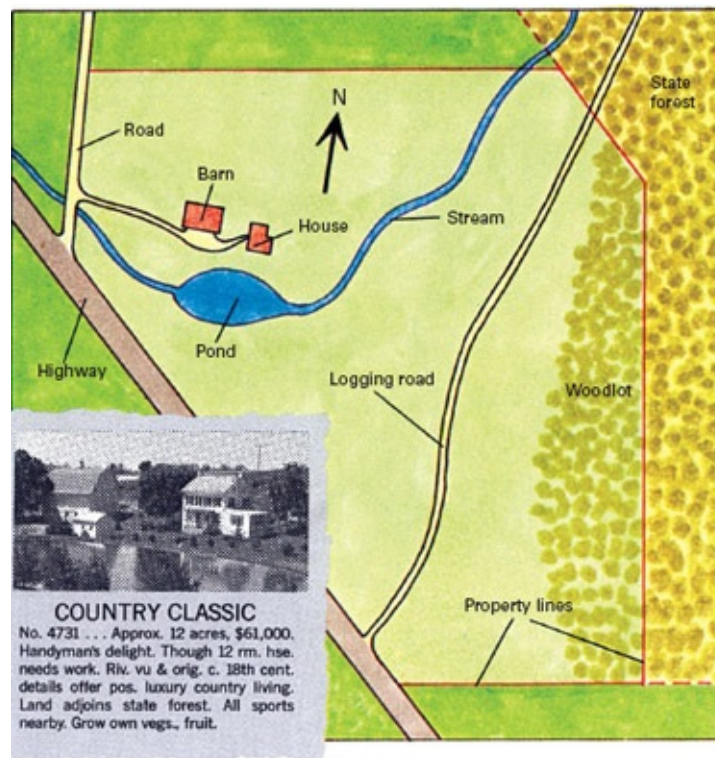 N
State
forest
Road
Barn
House
Stream
Pond
Highway
Logging road
Woodlot
Property lines
COUNTRY CLASSIC
No. 4731 . . . Approx. 12 acres, $61,000.
Handyman's delight. Though 12 rm. hse.
needs work. Riv. vu & orig. c. 18th cent.
details offer pos. luxury country living.
Land adjoins state forest. All sports
nearby. Grow own vegs., fruit.